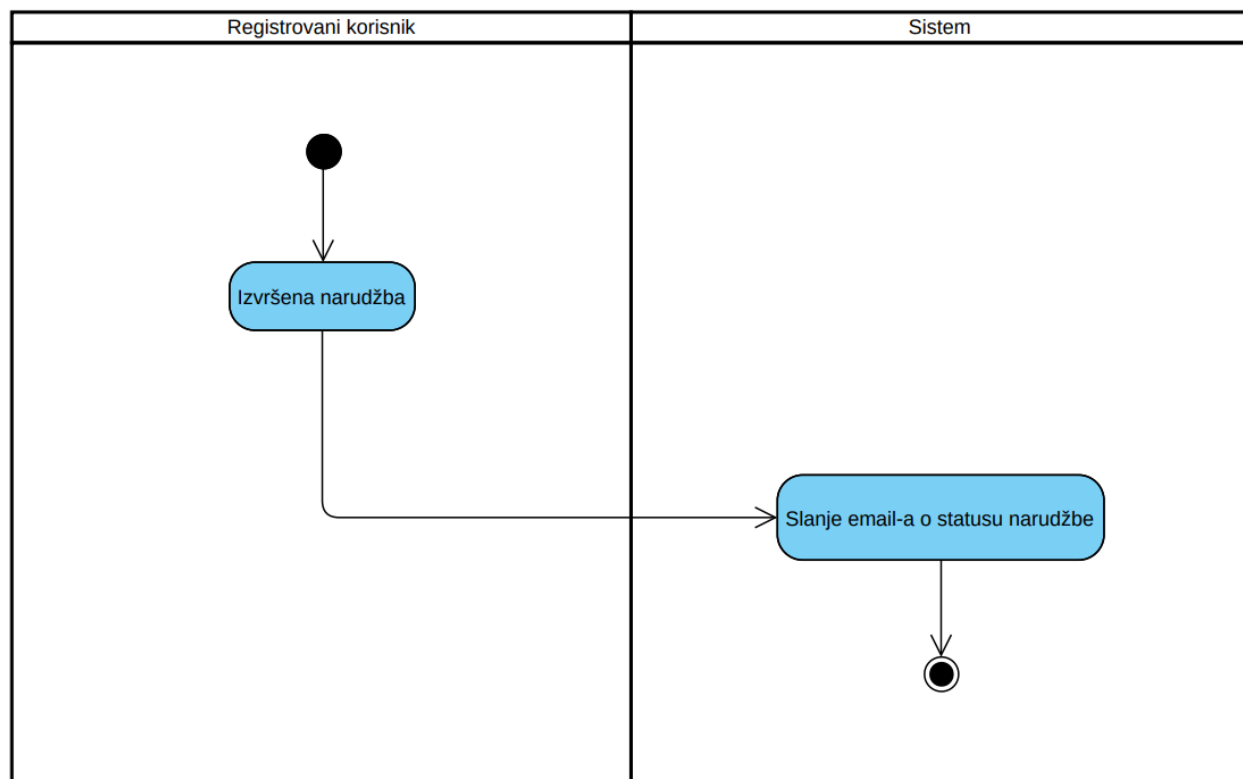 Registrovani korisnik
Sistem
Izvršena narudžba
Slanje email-a o statusu narudžbe